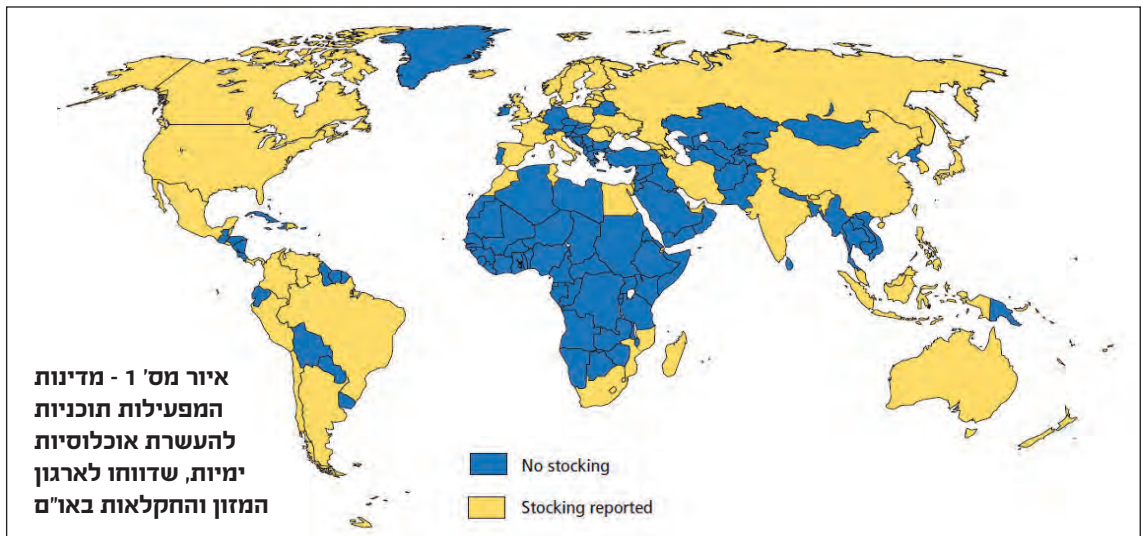 איור מס' 1 - מדינות
המפעילות תוכניות
להעשרת אוכלוסיות
ימיות, שדווחו לארגון
המזון והחקלאות באו"ם
No stocking
Stocking reported